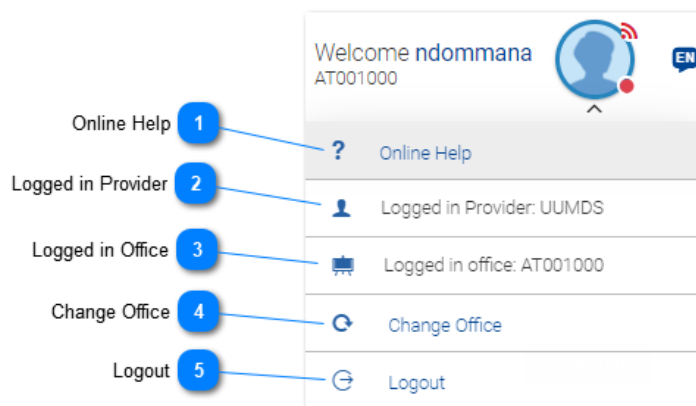 Welcome ndommana
AT001000
EN
Online Help 1
? Online Help
Logged in Provider 2
Logged in Provider: UUMDS
Logged in Office 3
Logged in office: AT001000
Change Office 4
Change Office
Logout 5
Logout